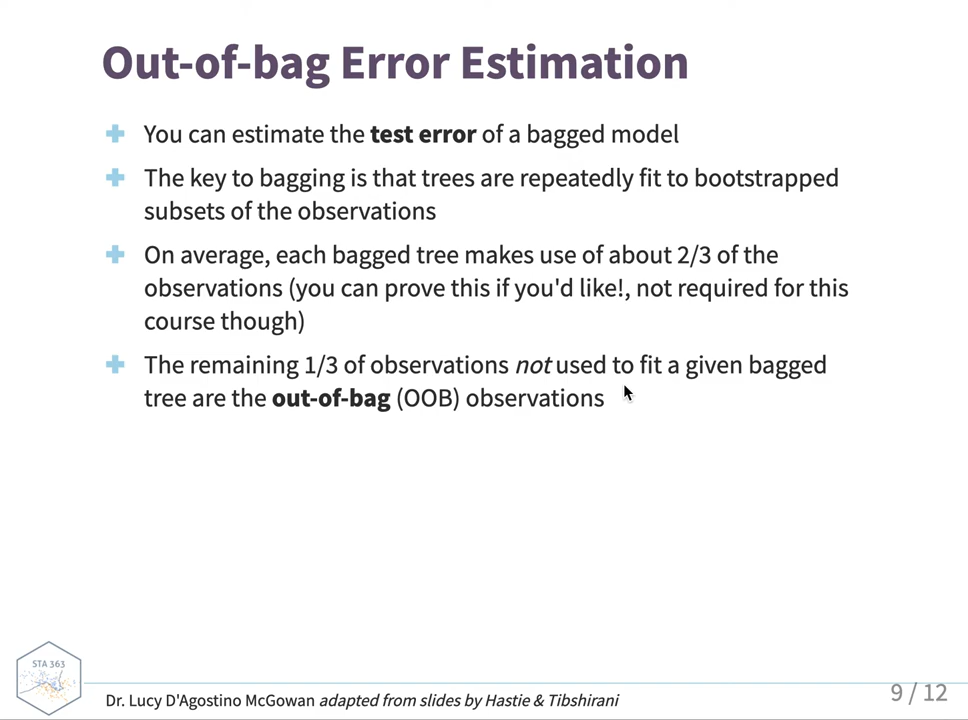 Out-of-bag Error Estimation
You can estimate the test error of a bagged model
The key to bagging is that trees are repeatedly fit to bootstrapped
subsets of the observations
On average, each bagged tree makes use of about 2/3 of the
observations (you can prove this if you'd like!, not required for this
course though)
The remaining 1/3 of observations not used to fit a given bagged
tree are the out-of-bag (OOB) observations
STA 363
Dr. Lucy D'Agostino McGowan adapted from slides by Hastie & Tibshirani
9 / 12